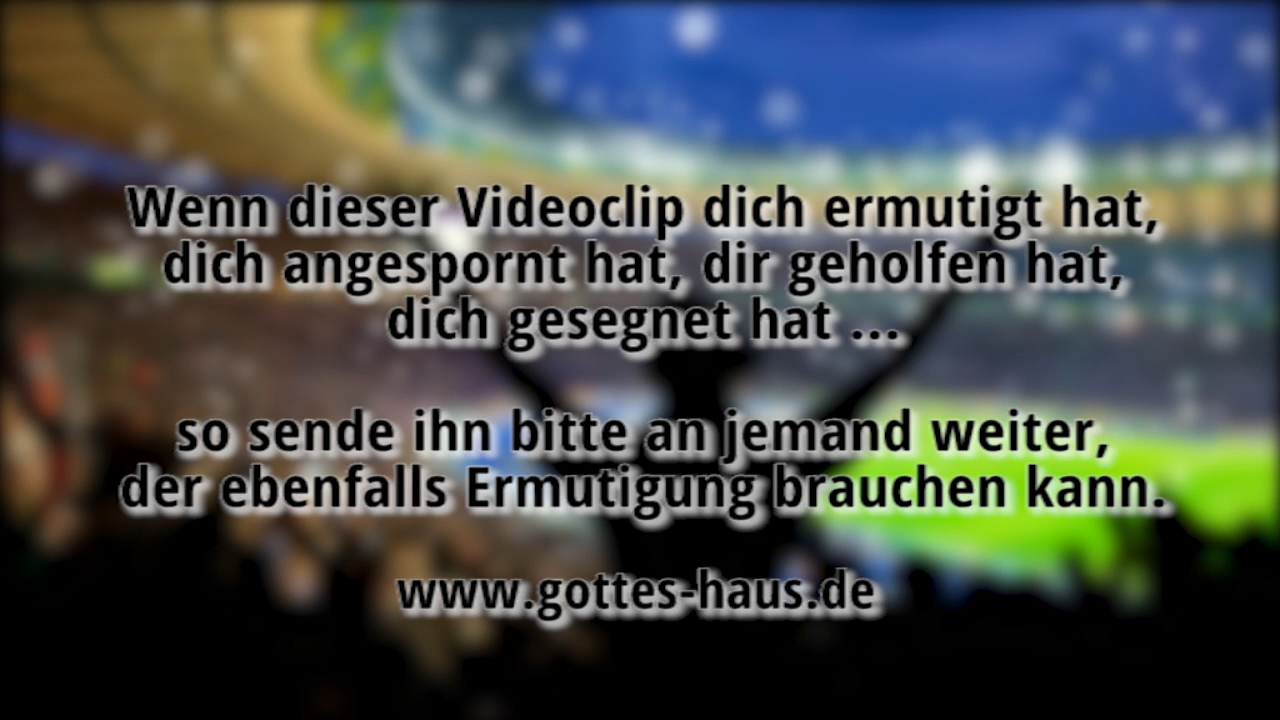 Wenn dieser Videoclip dich ermutigt hat,
dich angespornt hat, dir geholfen hat,
dich gesegnet hat ...
so sende ihn bitte an jemand weiter,
der ebenfalls Ermutigung brauchen kann.
www.gottes-haus.de